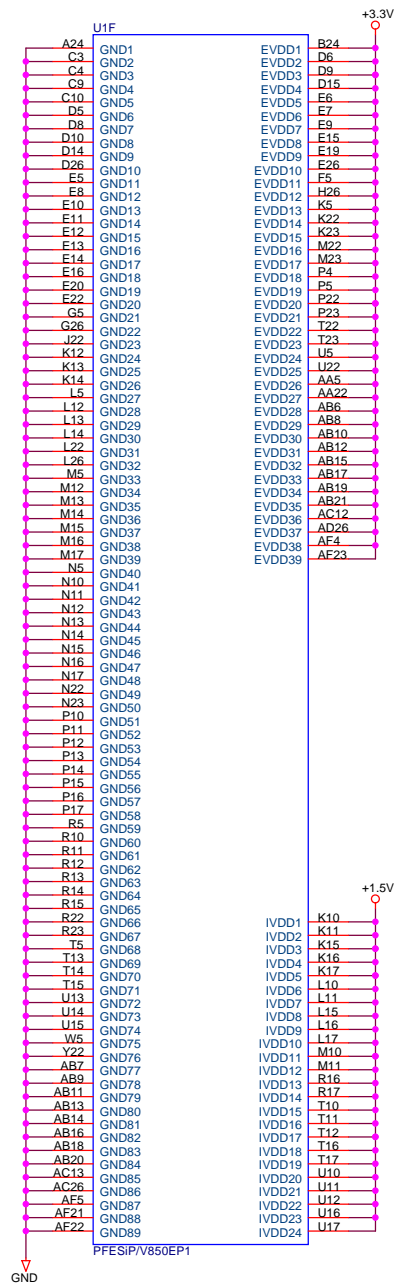 U1F
+3.3V
A24 GND1 EVDD1 B24
C3 GND2 EVDD2 D6
C4 GND3 EVDD3 D9
C9 GND4 EVDD4 D15
C10 GND5 EVDD5 E6
D5 GND6 EVDD6 E7
D8 GND7 EVDD7 E9
D10 GND8 EVDD8 E15
D14 GND9 EVDD9 E19
D26 GND10 EVDD10 E26
E5 GND11 EVDD11 F5
E8 GND12 EVDD12 H26
E10 GND13 EVDD13 K5
E11 GND14 EVDD14 K22
E12 GND15 EVDD15 K23
E13 GND16 EVDD16 M22
E14 GND17 EVDD17 M23
E16 GND18 EVDD18 P4
E20 GND19 EVDD19 P5
E22 GND20 EVDD20 P22
G5 GND21 EVDD21 P23
G26 GND22 EVDD22 T22
J22 GND23 EVDD23 T23
K12 GND24 EVDD24 U5
K13 GND25 EVDD25 U22
K14 GND26 EVDD26 AA5
L5 GND27 EVDD27 AA22
L12 GND28 EVDD28 AB6
L13 GND29 EVDD29 AB8
L14 GND30 EVDD30 AB10
L22 GND31 EVDD31 AB12
L26 GND32 EVDD32 AB15
M5 GND33 EVDD33 AB17
M12 GND34 EVDD34 AB19
M13 GND35 EVDD35 AB21
M14 GND36 EVDD36 AC12
M15 GND37 EVDD37 AD26
M16 GND38 EVDD38 AF4
M17 GND39 EVDD39 AF23
N5 GND40
N10 GND41
N11 GND42
N12 GND43
N13 GND44
N14 GND45
N15 GND46
N16 GND47
N17 GND48
N22 GND49
N23 GND50
P10 GND51
P11 GND52
P12 GND53
P13 GND54
P14 GND55
P15 GND56
P16 GND57
P17 GND58
R5 GND59
R10 GND60
R11 GND61
R12 GND62
R13 GND63
+1.5V
R14 GND64
R15 GND65
R22 GND66 IVDD1 K10
R23 GND67 IVDD2 K11
T5 GND68 IVDD3 K15
T13 GND69 IVDD4 K16
T14 GND70 IVDD5 K17
T15 GND71 IVDD6 L10
U13 GND72 IVDD7 L11
U14 GND73 IVDD8 L15
U15 GND74 IVDD9 L16
W5 GND75 IVDD10 L17
Y22 GND76 IVDD11 M10
AB7 GND77 IVDD12 M11
AB9 GND78 IVDD13 R16
AB11 GND79 IVDD14 R17
AB13 GND80 IVDD15 T10
AB14 GND81 IVDD16 T11
AB16 GND82 IVDD17 T12
AB18 GND83 IVDD18 T16
AB20 GND84 IVDD19 T17
AC13 GND85 IVDD20 U10
AC26 GND86 IVDD21 U11
AF5 GND87 IVDD22 U12
AF21 GND88 IVDD23 U16
AF22 GND89 IVDD24 U17
PFESiP/V850EP1
GND